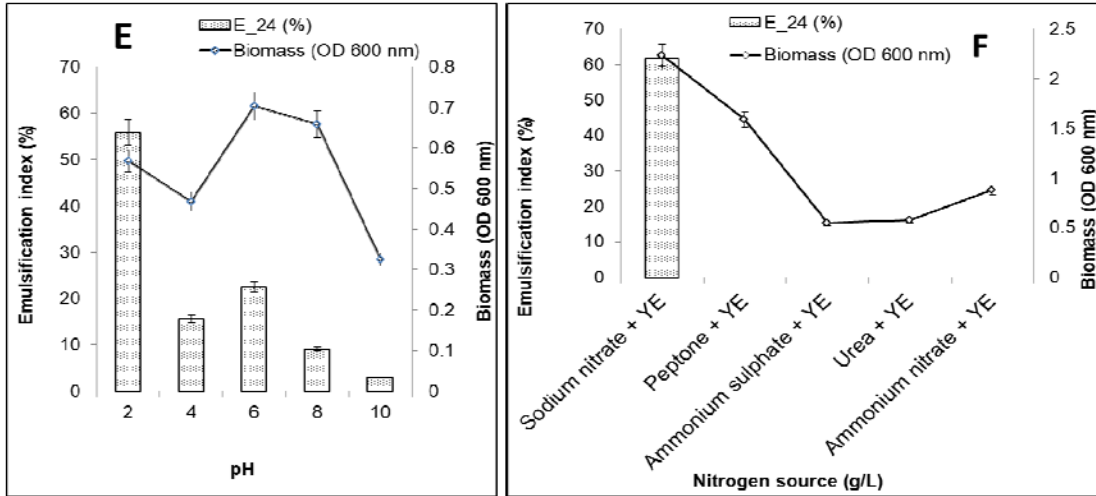 E
E_24 (%)
Biomass (OD 600 nm)
Emulsification index (%)
70
60
50
40
30
20
10
0
0.8
0.7
0.6
0.5
0.4
0.3
0.2
0.1
0
Biomass (OD 600 nm)
2 4 6 8 10
pH
F
E_24 (%)
Biomass (OD 600 nm)
Emulsification index (%)
70
60
50
40
30
20
10
0
2.5
2
1.5
1
0.5
0
Biomass (OD 600 nm)
Sodium nitrate + YE
Peptone + YE
Ammonium sulphate + YE
Urea + YE
Ammonium nitrate + YE
Nitrogen source (g/L)